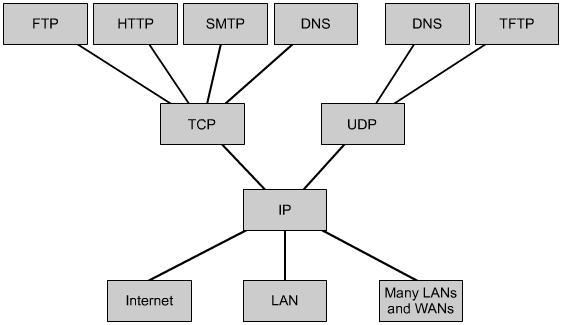 FTP
HTTP
SMTP
DNS
DNS
TFTP
TCP
UDP
IP
Internet
LAN
Many LANs
and WANs